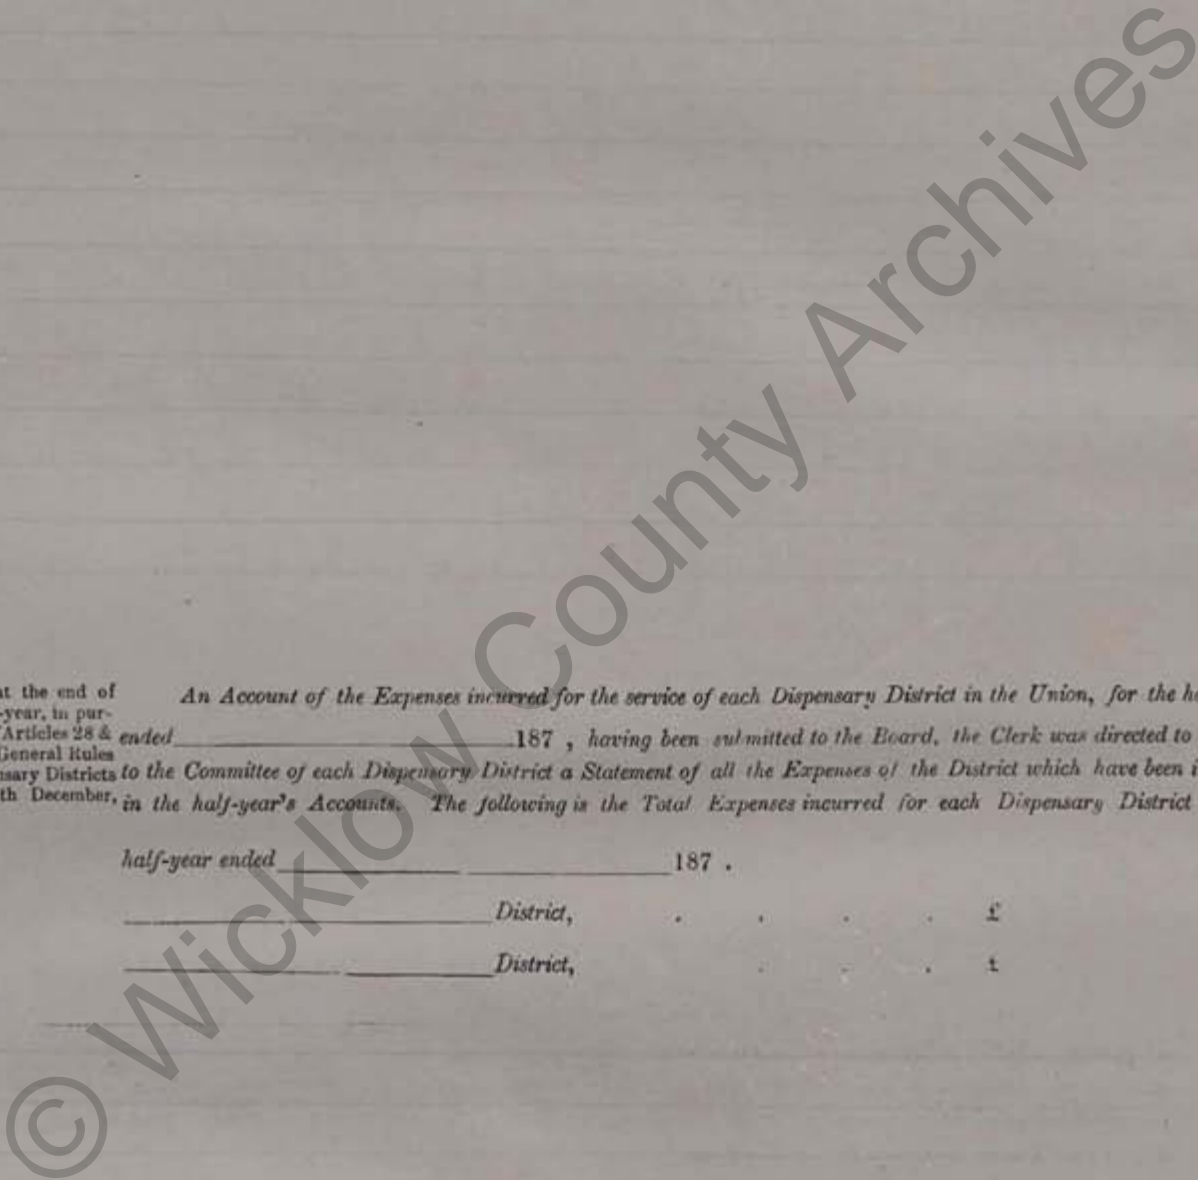 t the end of
-year, in pur-
Articles 28 &
General Rules
sary Districts
th December,
An Account of the Expenses incurred for the service of each Dispensary District in the Union, for the ha
ended 187 , having been submitted to the Board, the Clerk was directed to
to the Committee of each Dispensary District a Statement of all the Expenses of the District which have been i
in the half-year's Accounts. The following is the Total Expenses incurred for each Dispensary District
half-year ended 187 .
District, . . . . £
District, . . . £
© Wicklow County Archives